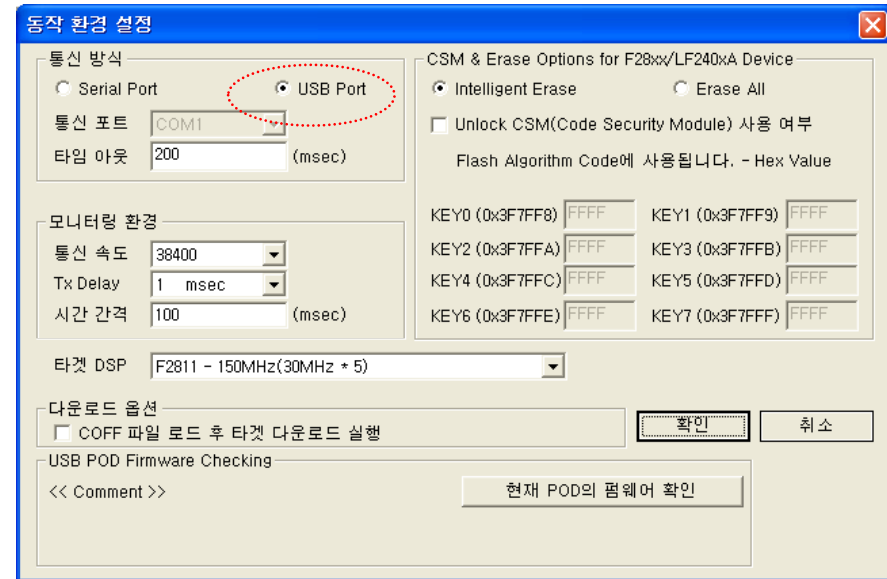 동작 환경 설정
통신 방식
Serial Port
USB Port
통신 포트
COM1
타임 아웃
200
(msec)
모니터링 환경
통신 속도
38400
Tx Delay
1 msec
시간 간격
100
(msec)
CSM & Erase Options for F28xx/LF240xA Device
Intelligent Erase
Erase All
Unlock CSM(Code Security Module) 사용 여부
Flash Algorithm Code에 사용됩니다. - Hex Value
KEY0 (0x3F7FF8) FFFF
KEY1 (0x3F7FF9) FFFF
KEY2 (0x3F7FFA) FFFF
KEY3 (0x3F7FFB) FFFF
KEY4 (0x3F7FFC) FFFF
KEY5 (0x3F7FFD) FFFF
KEY6 (0x3F7FFE) FFFF
KEY7 (0x3F7FFF) FFFF
타겟 DSP
F2811 - 150MHz(30MHz * 5)
다운로드 옵션
COFF 파일 로드 후 타겟 다운로드 실행
확인
취소
USB POD Firmware Checking
<< Comment >>
현재 POD의 펌웨어 확인